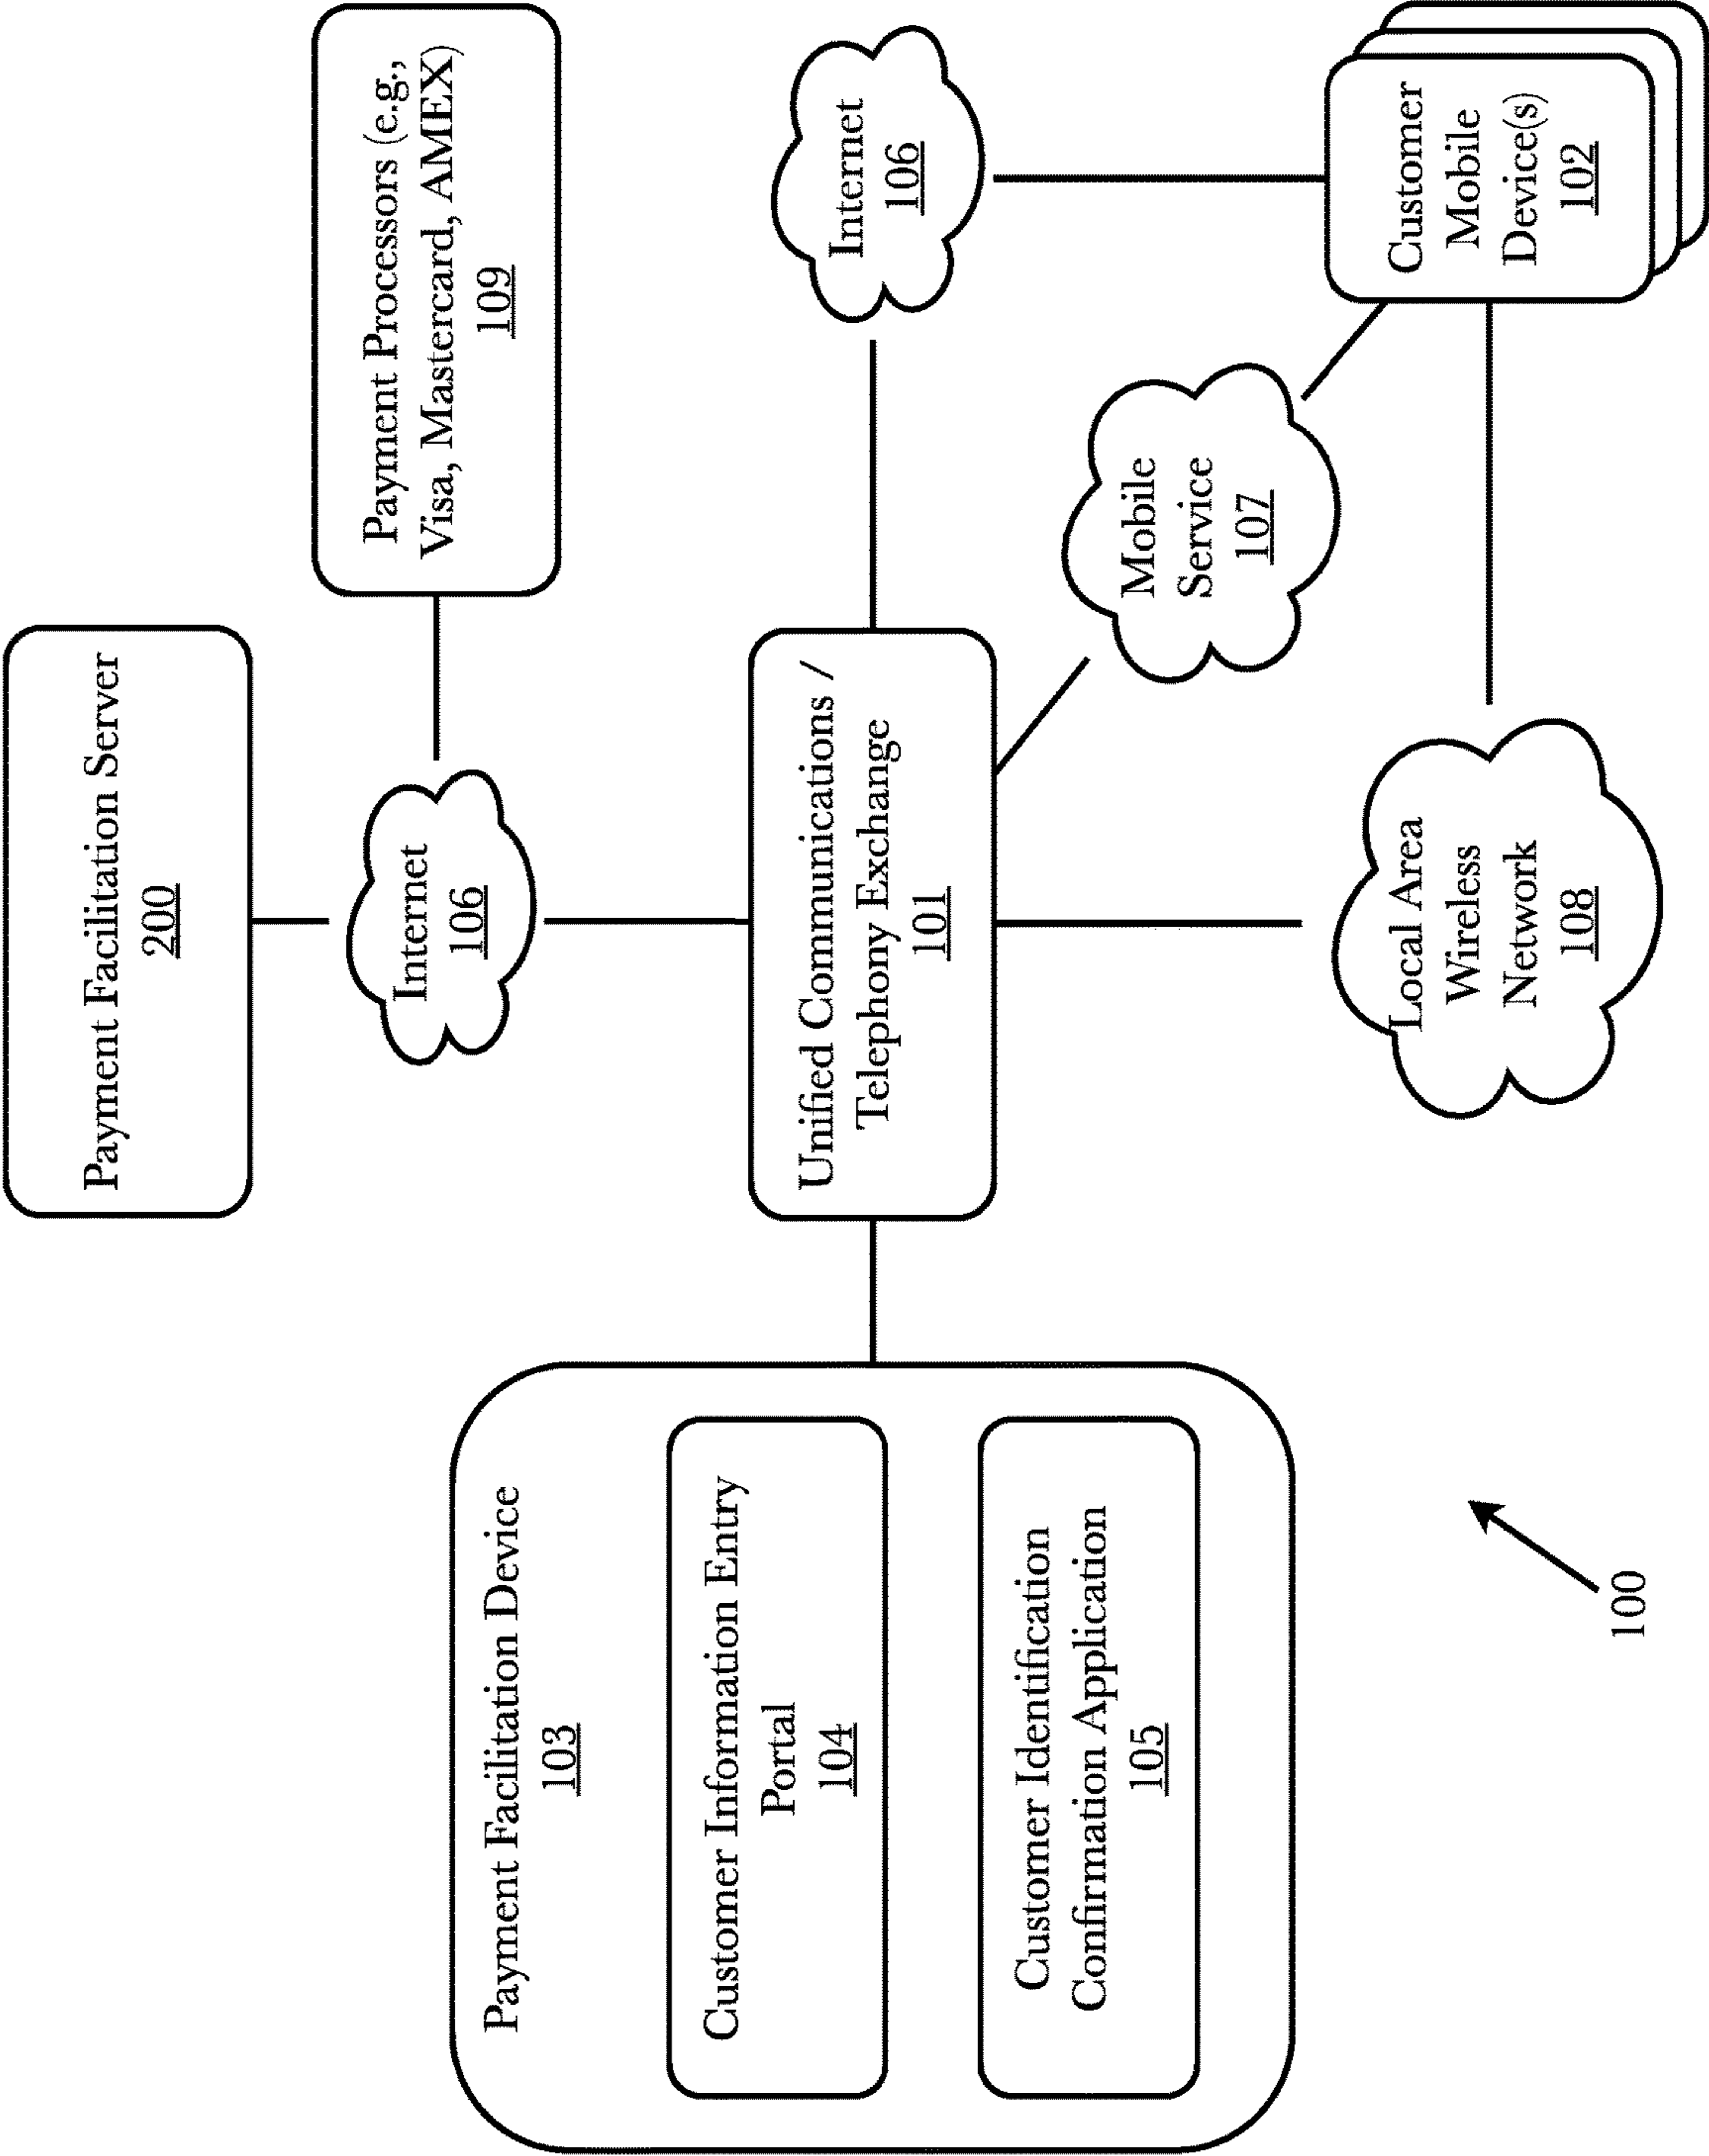 Payment Facilitation Server
200
Payment Processors (e.g.,
Visa, Mastercard, AMEX)
109
Internet
106
Payment Facilitation Device
103
Customer Information Entry
Portal
104
Customer Identification
Confirmation Application
105
Unified Communications /
Telephony Exchange
101
Internet
106
Mobile
Service
107
Local Area
Wireless
Network
108
Customer
Mobile
Device(s)
102
100